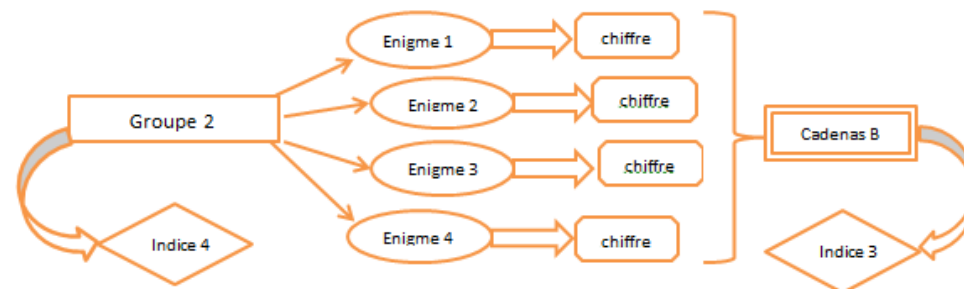 Enigme 1
chiffre
Enigme 2
chiffre
Groupe 2
Cadenas B
Enigme 3
chiffre
Enigme 4
chiffre
Indice 4
Indice 3